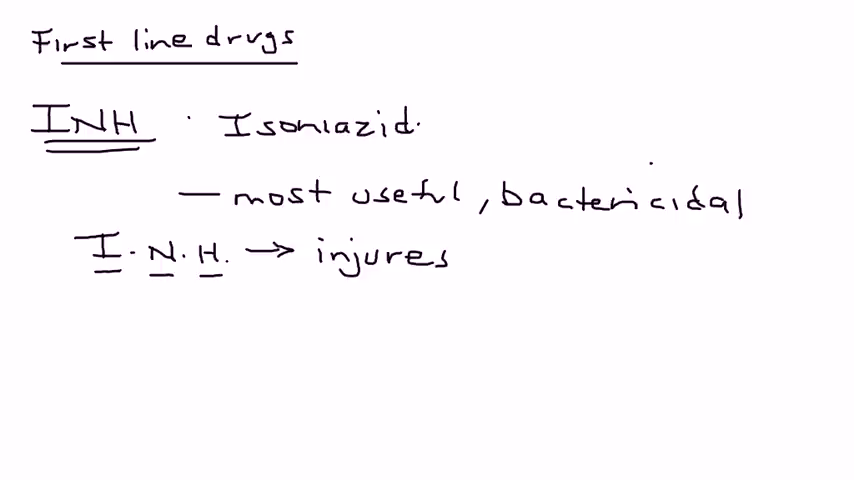 First line drugs
INH · Isoniazid.
— most useful, bactericidal
I.N.H. → injures